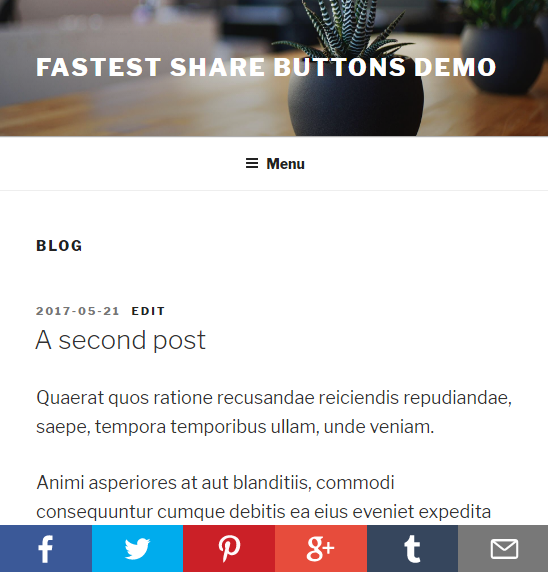 FASTEST SHARE BUTTONS DEMO
Menu
BLOG
2017-05-21 EDIT
A second post
Quaerat quos ratione recusandae reiciendis repudiandae,
saepe, tempora temporibus ullam, unde veniam.
Animi asperiores at aut blanditiis, commodi
consequuntur cumque debitis ea eius eveniet expedita